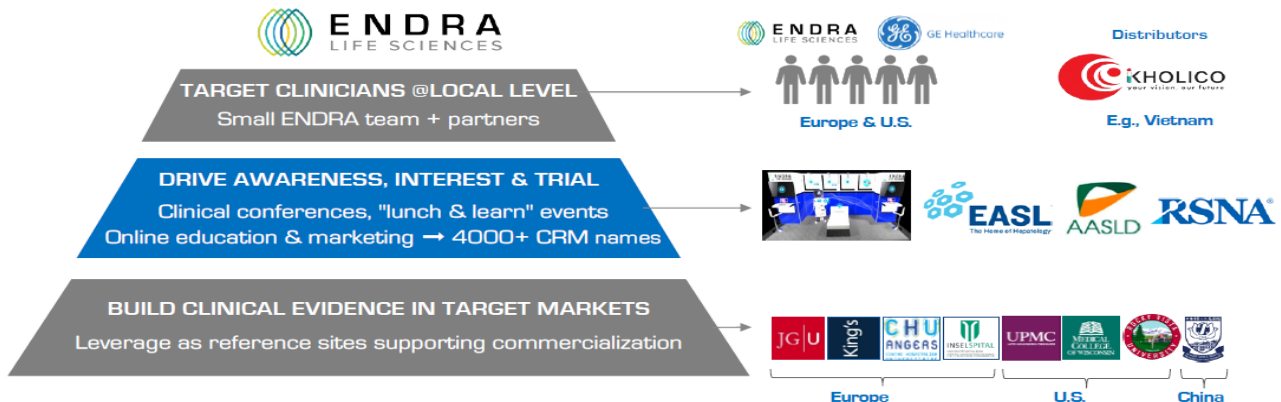 ENDRA
LIFE SCIENCES
TARGET CLINICIANS @LOCAL LEVEL
Small ENDRA team + partners
ENDRA
LIFE SCIENCES
GE Healthcare
Europe & U.S.
Distributors
KHOLICO
your vision, our future
E.g., Vietnam
DRIVE AWARENESS, INTEREST & TRIAL
Clinical conferences, "lunch & learn" events
Online education & marketing → 4000+ CRM names
EASL
The Home of Hepatology
AASLD
RSNA®
BUILD CLINICAL EVIDENCE IN TARGET MARKETS
Leverage as reference sites supporting commercialization
JG|U
King's
CHU
ANGERS
INSELSPITAL
UPMC
MEDICAL
COLLEGE
OF WISCONSIN
ROCKY VISTA
UNIVERSITY
Europe
U.S.
China